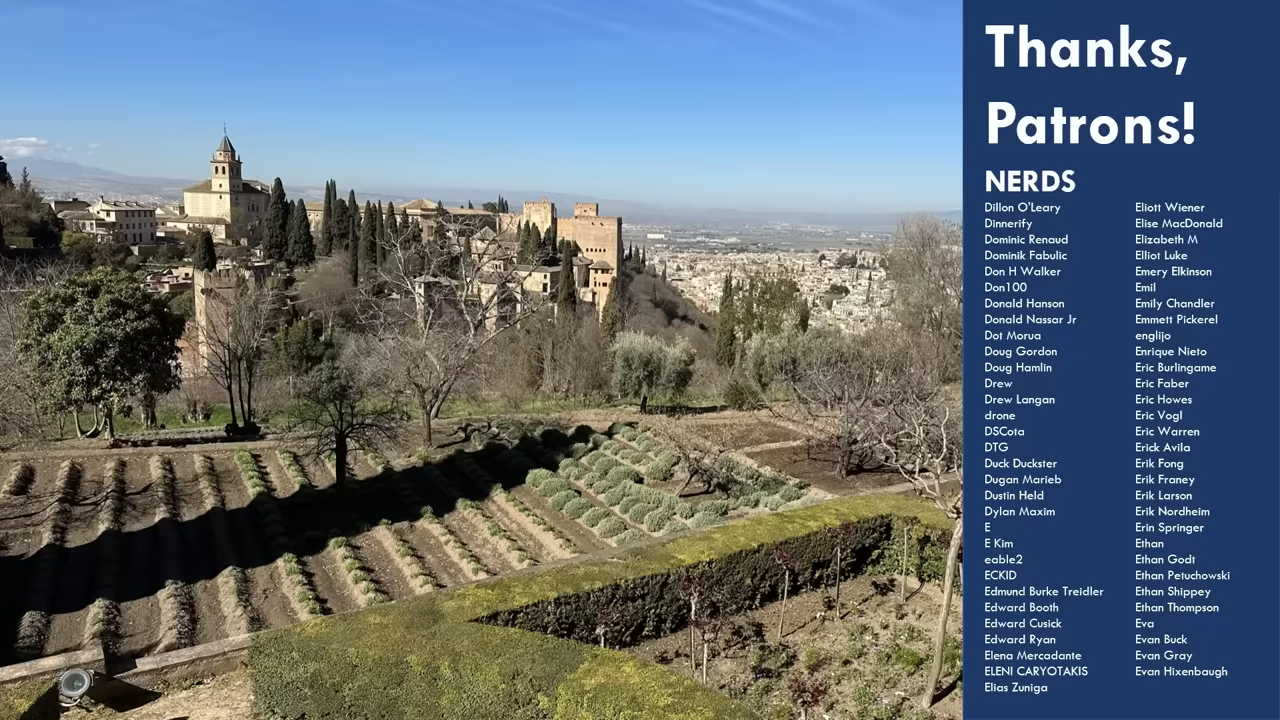 Thanks,
Patrons!
NERDS
Dillon O'Leary
Dinnerify
Dominic Renaud
Dominik Fabulic
Don H Walker
Don100
Donald Hanson
Donald Nassar Jr
Dot Morua
Doug Gordon
Doug Hamlin
Drew
Drew Langan
drone
DSCota
DTG
Duck Duckster
Dugan Marieb
Dustin Held
Dylan Maxim
E
E Kim
eable2
ECKID
Edmund Burke Treidler
Edward Booth
Edward Cusick
Edward Ryan
Elena Mercadante
ELENI CARYOTAKIS
Elias Zuniga
Eliott Wiener
Elise MacDonald
Elizabeth M
Elliot Luke
Emery Elkinson
Emil
Emily Chandler
Emmett Pickerel
englijo
Enrique Nieto
Eric Burlingame
Eric Faber
Eric Howes
Eric Vogl
Eric Warren
Erick Avila
Erik Fong
Erik Franey
Erik Larson
Erik Nordheim
Erin Springer
Ethan
Ethan Godt
Ethan Petuchowski
Ethan Shippey
Ethan Thompson
Eva
Evan Buck
Evan Gray
Evan Hixenbaugh